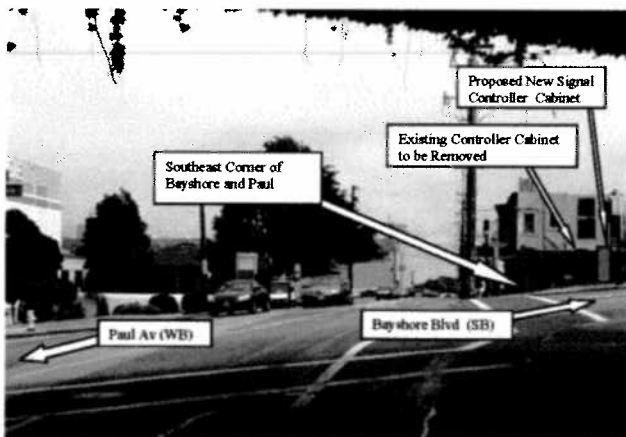 Proposed New Signal
Controller Cabinet
Existing Controller Cabinet
to be Removed
Southeast Corner of
Bayshore and Paul
Paul Av (WB)
Bayshore Blvd (SB)